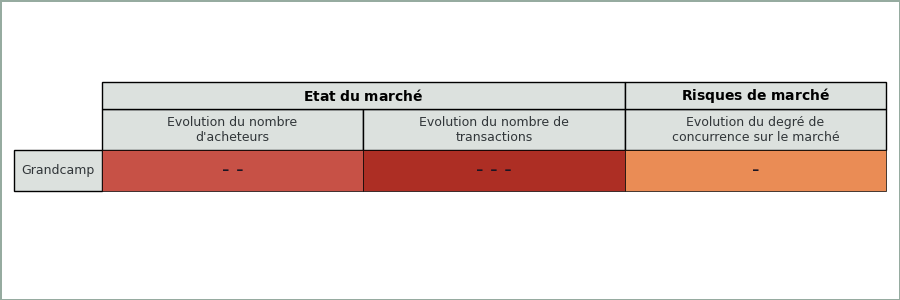 Etat du marché
Risques de marché
Evolution du nombre
d'acheteurs
Evolution du nombre de
transactions
Evolution du degré de
concurrence sur le marché
Grandcamp
– –
– – –
–